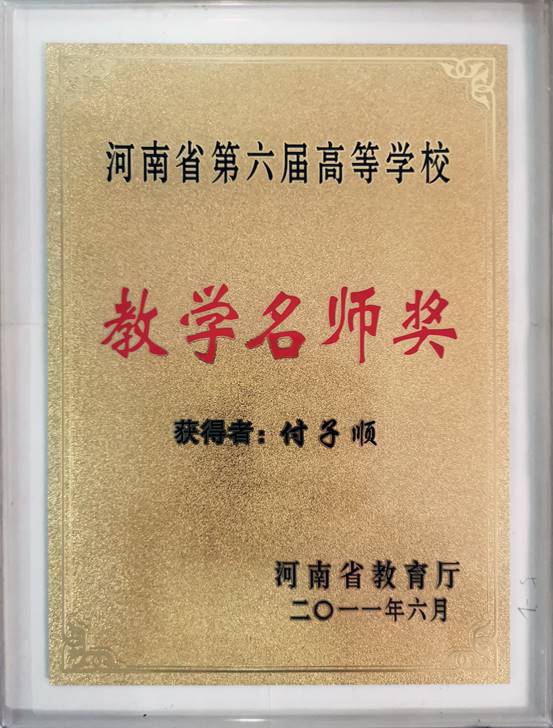 河南省第六届高等学校
教学名师奖
获得者：付子顺
河南省教育厅
二〇一一年六月